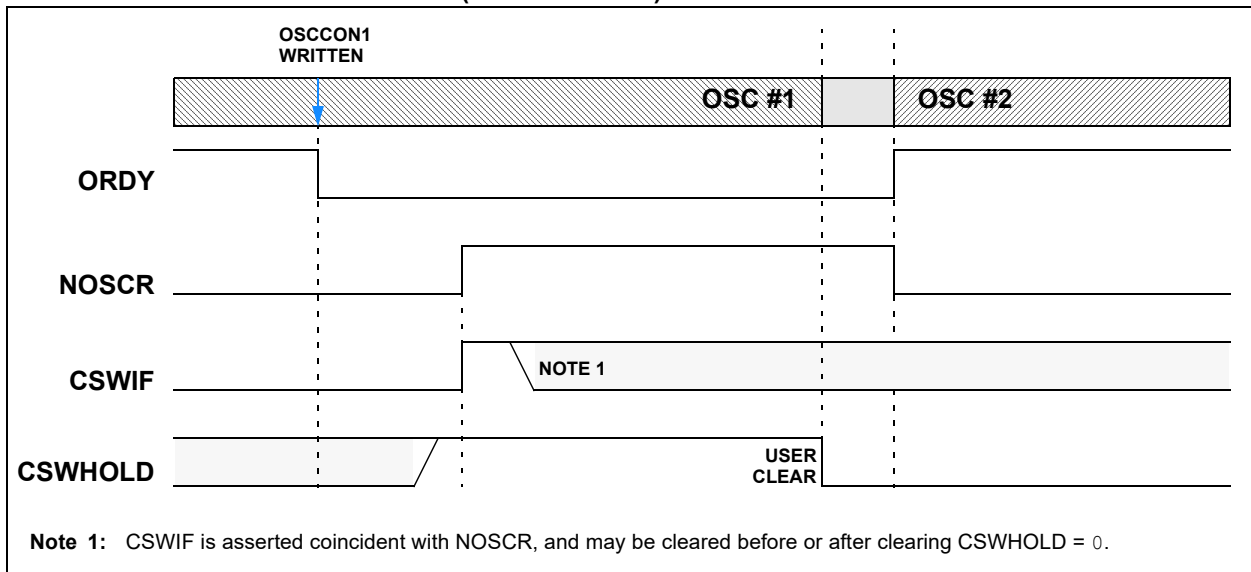 OSCCON1
WRITTEN
OSC #1
OSC #2
ORDY
NOSCR
CSWIF
NOTE 1
CSWHOLD
USER
CLEAR
Note 1: CSWIF is asserted coincident with NOSCR, and may be cleared before or after clearing CSWHOLD = 0.